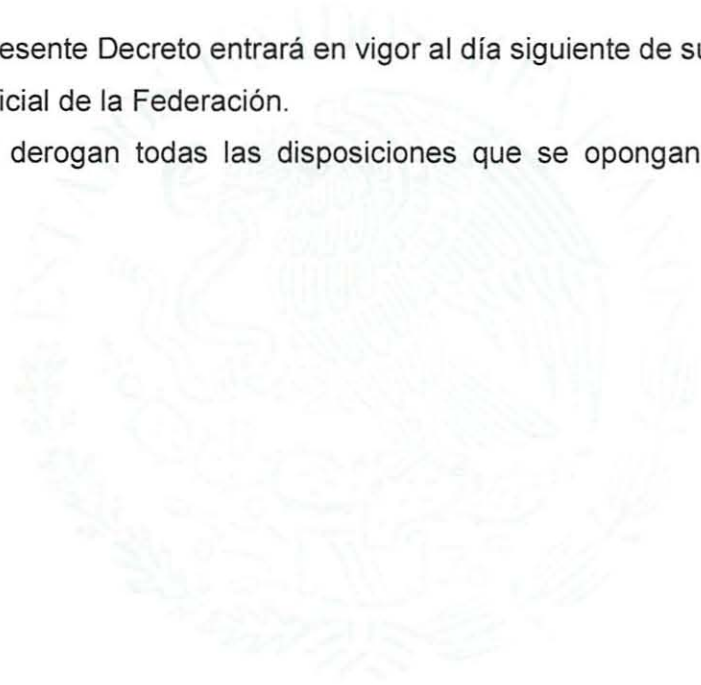 esente Decreto entrará en vigor al día siguiente de su
icial de la Federación.
derogan todas las disposiciones que se opongan